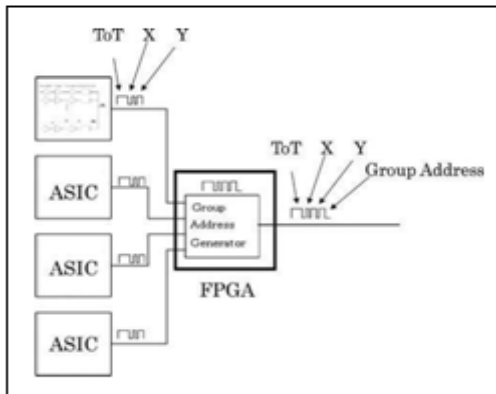 ToT X Y
ASIC
ASIC
ASIC
Group
Address
Generator
FPGA
ToT X Y
Group Address